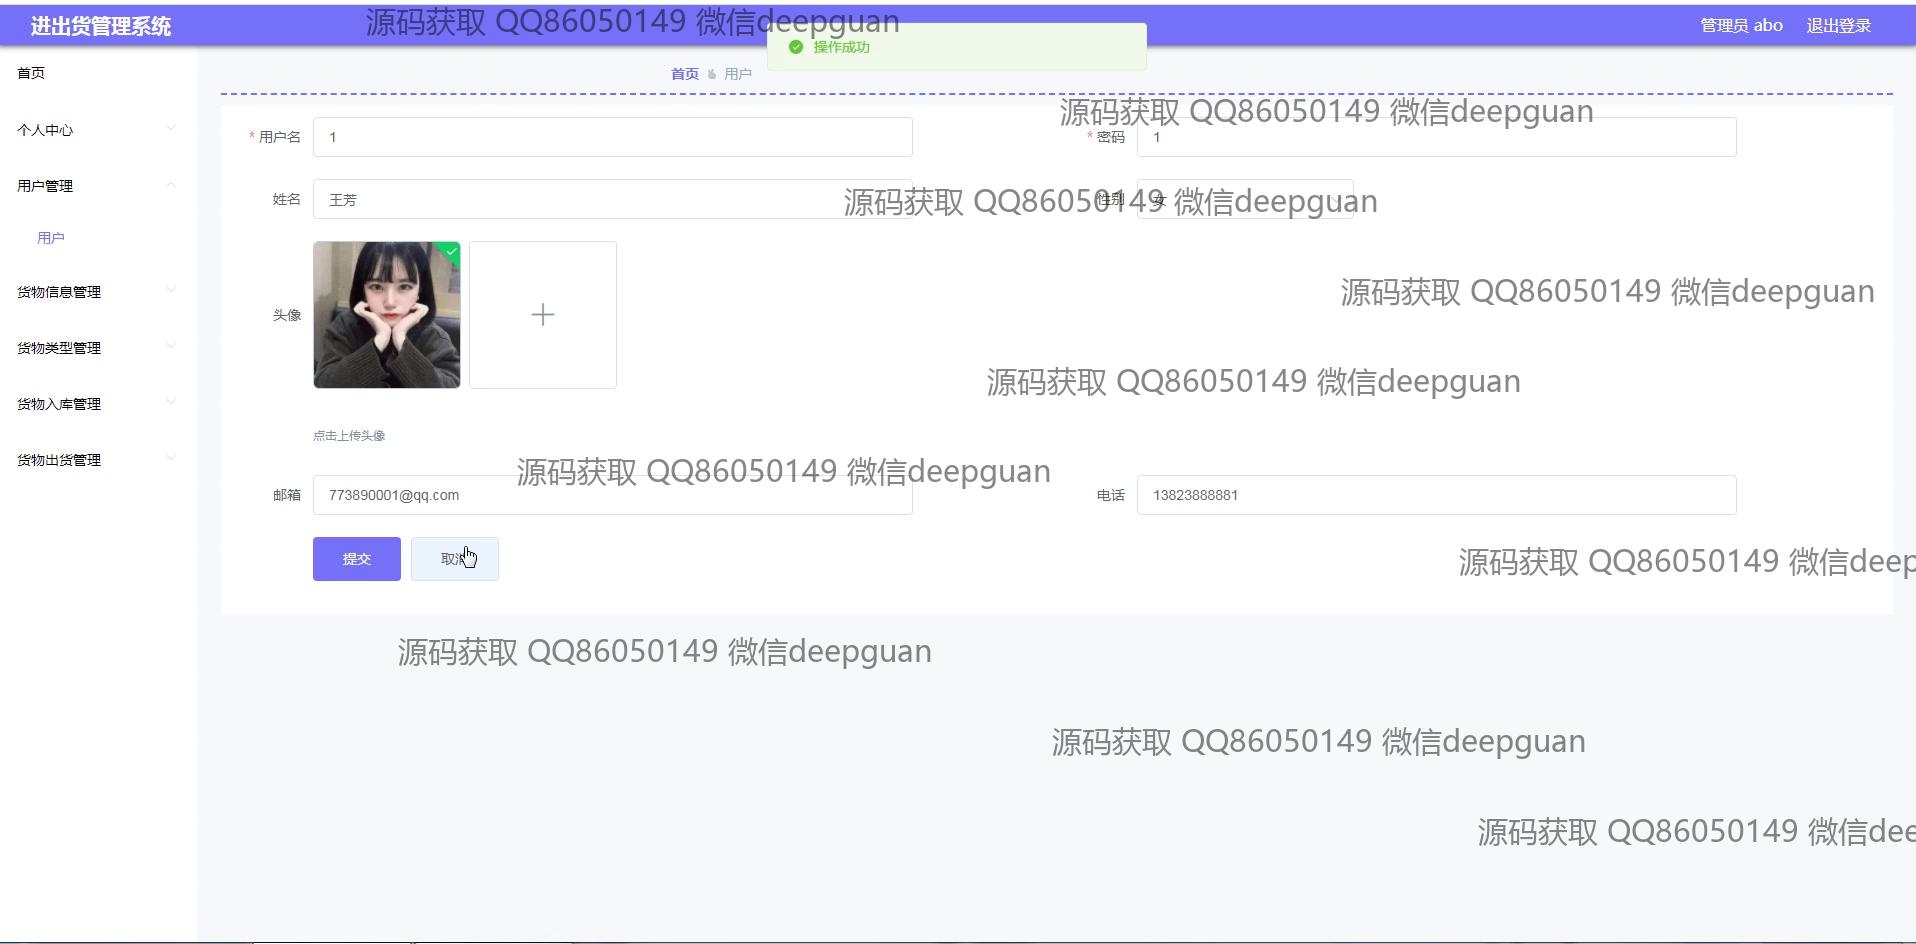 进出货管理系统
源码获取 QQ86050149 微信deepguan
管理员 abo
退出登录
操作成功
首页
首页 用户
源码获取 QQ86050149 微信deepguan
个人中心
* 用户名 1
* 密码 1
用户管理
姓名 王芳
性别 女
源码获取 QQ86050149 微信deepguan
用户
货物信息管理
源码获取 QQ86050149 微信deepguan
头像
货物类型管理
源码获取 QQ86050149 微信deepguan
货物入库管理
点击上传头像
货物出货管理
源码获取 QQ86050149 微信deepguan
邮箱 773890001@qq.com
电话 13823888881
提交
取消
源码获取 QQ86050149 微信deep
源码获取 QQ86050149 微信deepguan
源码获取 QQ86050149 微信deepguan
源码获取 QQ86050149 微信dee